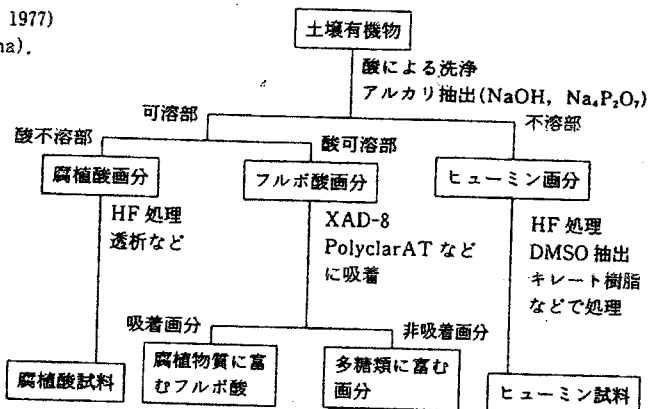 1977)
na).
土壌有機物
酸による洗浄
アルカリ抽出(NaOH, Na₄P₂O₇)
可溶部
不溶部
酸不溶部
酸可溶部
腐植酸画分
フルボ酸画分
ヒューミン画分
HF 処理
透析など
XAD-8
PolyclarAT など
に吸着
HF 処理
DMSO 抽出
キレート樹脂
などで処理
吸着画分
非吸着画分
腐植酸試料
腐植物質に富
むフルボ酸
多糖類に富む
画分
ヒューミン試料